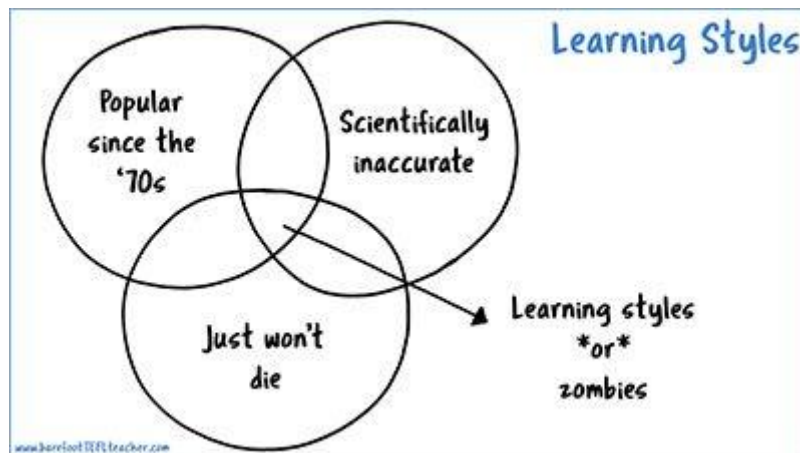 Learning Styles
Popular
since the
'70s
Scientifically
inaccurate
Just won't
die
Learning styles
*or*
zombies
www.barefootTEFLteacher.com